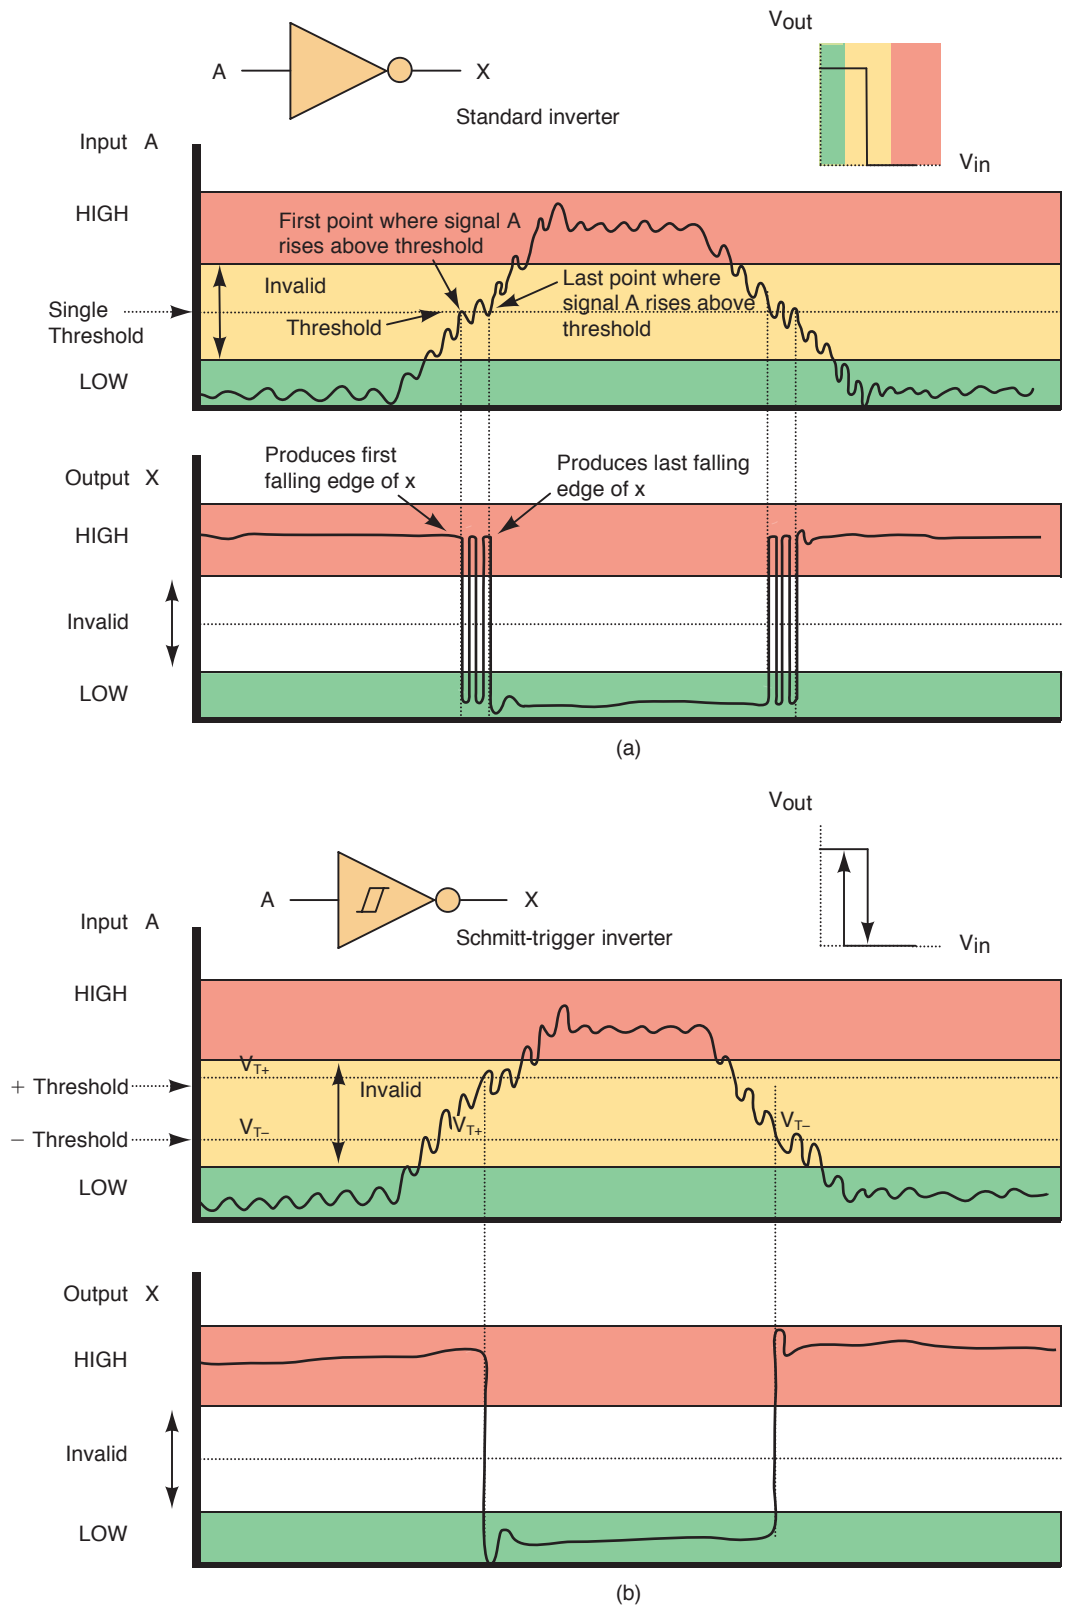 Vout
A
X
Standard inverter
Vin
Input A
HIGH
First point where signal A
rises above threshold
Invalid
Last point where
signal A rises above
threshold
Single
Threshold
Threshold
LOW
Output X
Produces first
falling edge of x
Produces last falling
edge of x
HIGH
Invalid
LOW
(a)
Vout
A
X
Schmitt-trigger inverter
Vin
Input A
HIGH
VT+
+ Threshold
Invalid
VT–
VT+
VT–
– Threshold
LOW
Output X
HIGH
Invalid
LOW
(b)